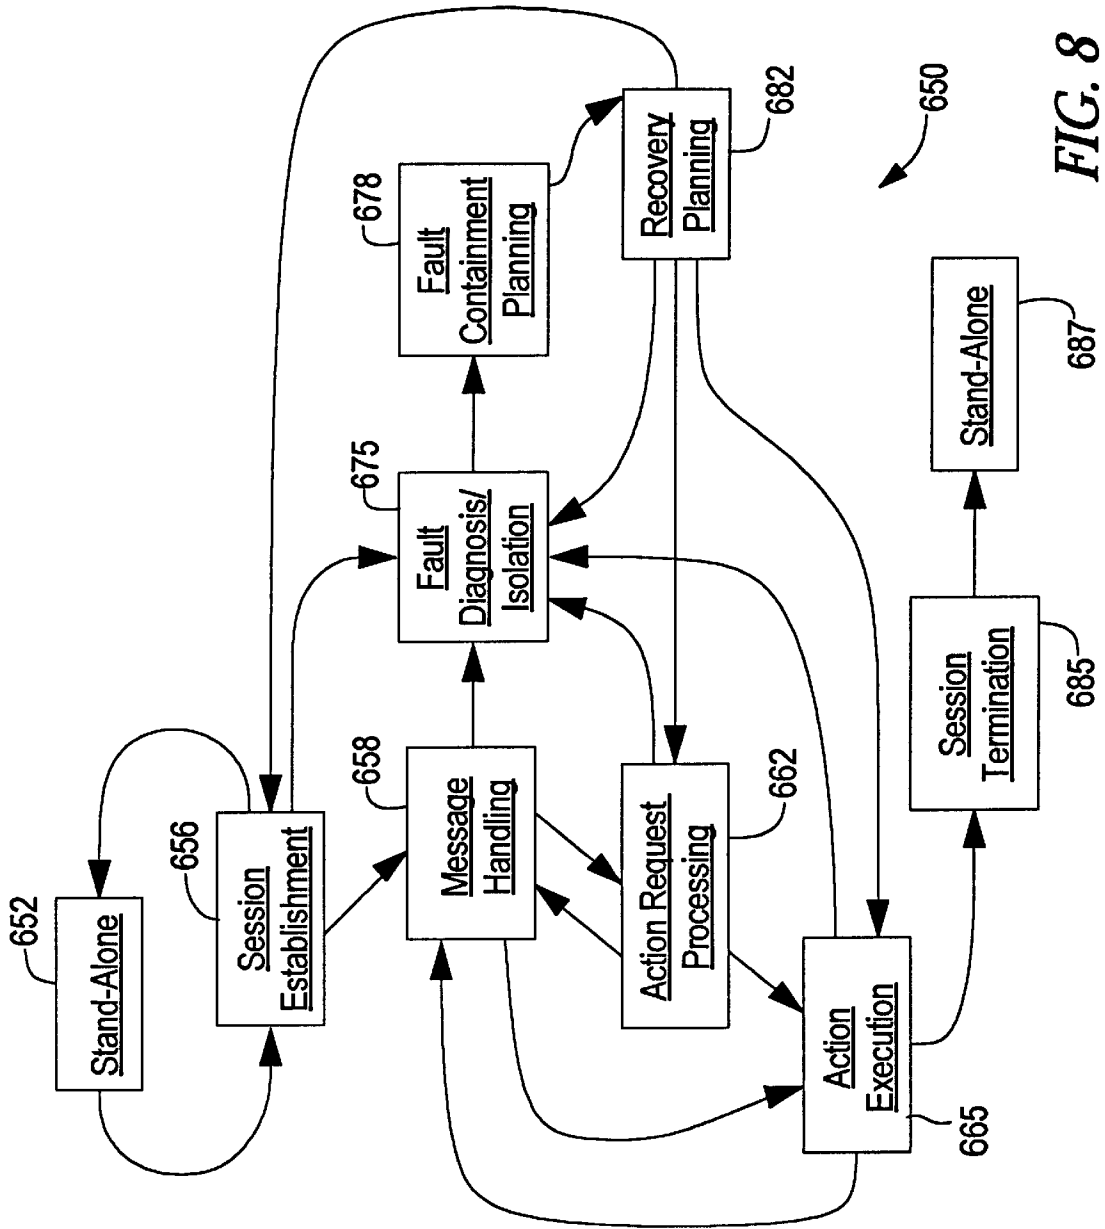 652
Stand-Alone
656
Session
Establishment
658
Message
Handling
675
Fault
Diagnosis/
Isolation
678
Fault
Containment
Planning
662
Action Request
Processing
Recovery
Planning
682
Action
Execution
665
Session
Termination
685
Stand-Alone
687
650
FIG. 8